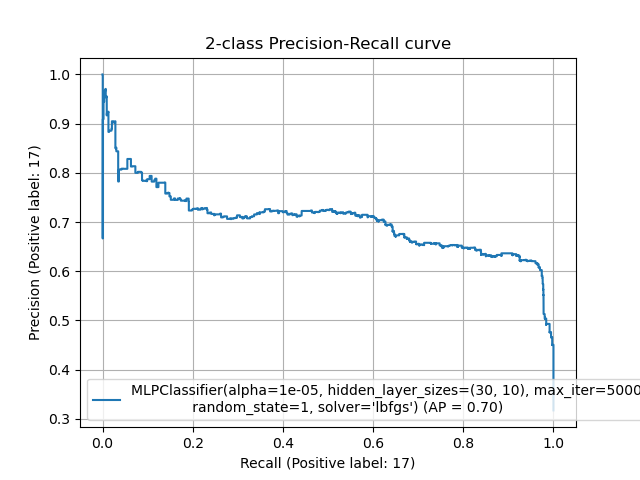 2-class Precision-Recall curve
1.0
0.9
0.8
0.7
0.6
0.5
0.4
0.3
Precision (Positive label: 17)
MLPClassifier(alpha=1e-05, hidden_layer_sizes=(30, 10), max_iter=5000
random_state=1, solver='lbfgs') (AP = 0.70)
0.0 0.2 0.4 0.6 0.8 1.0
Recall (Positive label: 17)